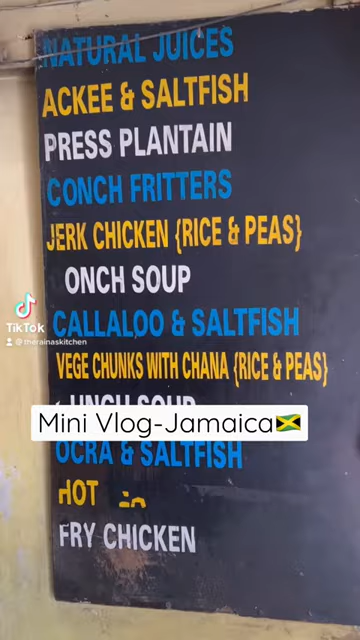 NATURAL JUICES
ACKEE & SALTFISH
PRESS PLANTAIN
CONCH FRITTERS
JERK CHICKEN {RICE & PEAS}
ONCH SOUP
TikTok
@therainaskitchen
CALLALOO & SALTFISH
VEGE CHUNKS WITH CHANA {RICE & PEAS}
SOUP
Mini Vlog-Jamaica🇯🇲
OCRA & SALTFISH
HOT
FRY CHICKEN